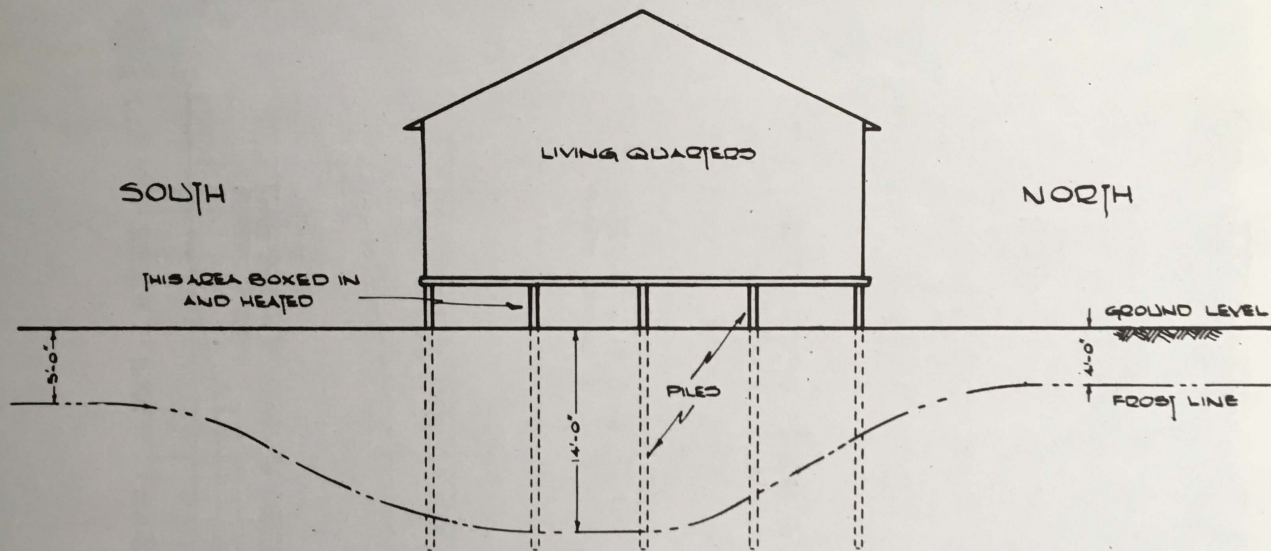 LIVING QUARTERS
SOUTH
NORTH
THIS AREA BOXED IN
AND HEATED
GROUND LEVEL
5'-0"
14'-0"
PILES
4'-0"
FROST LINE